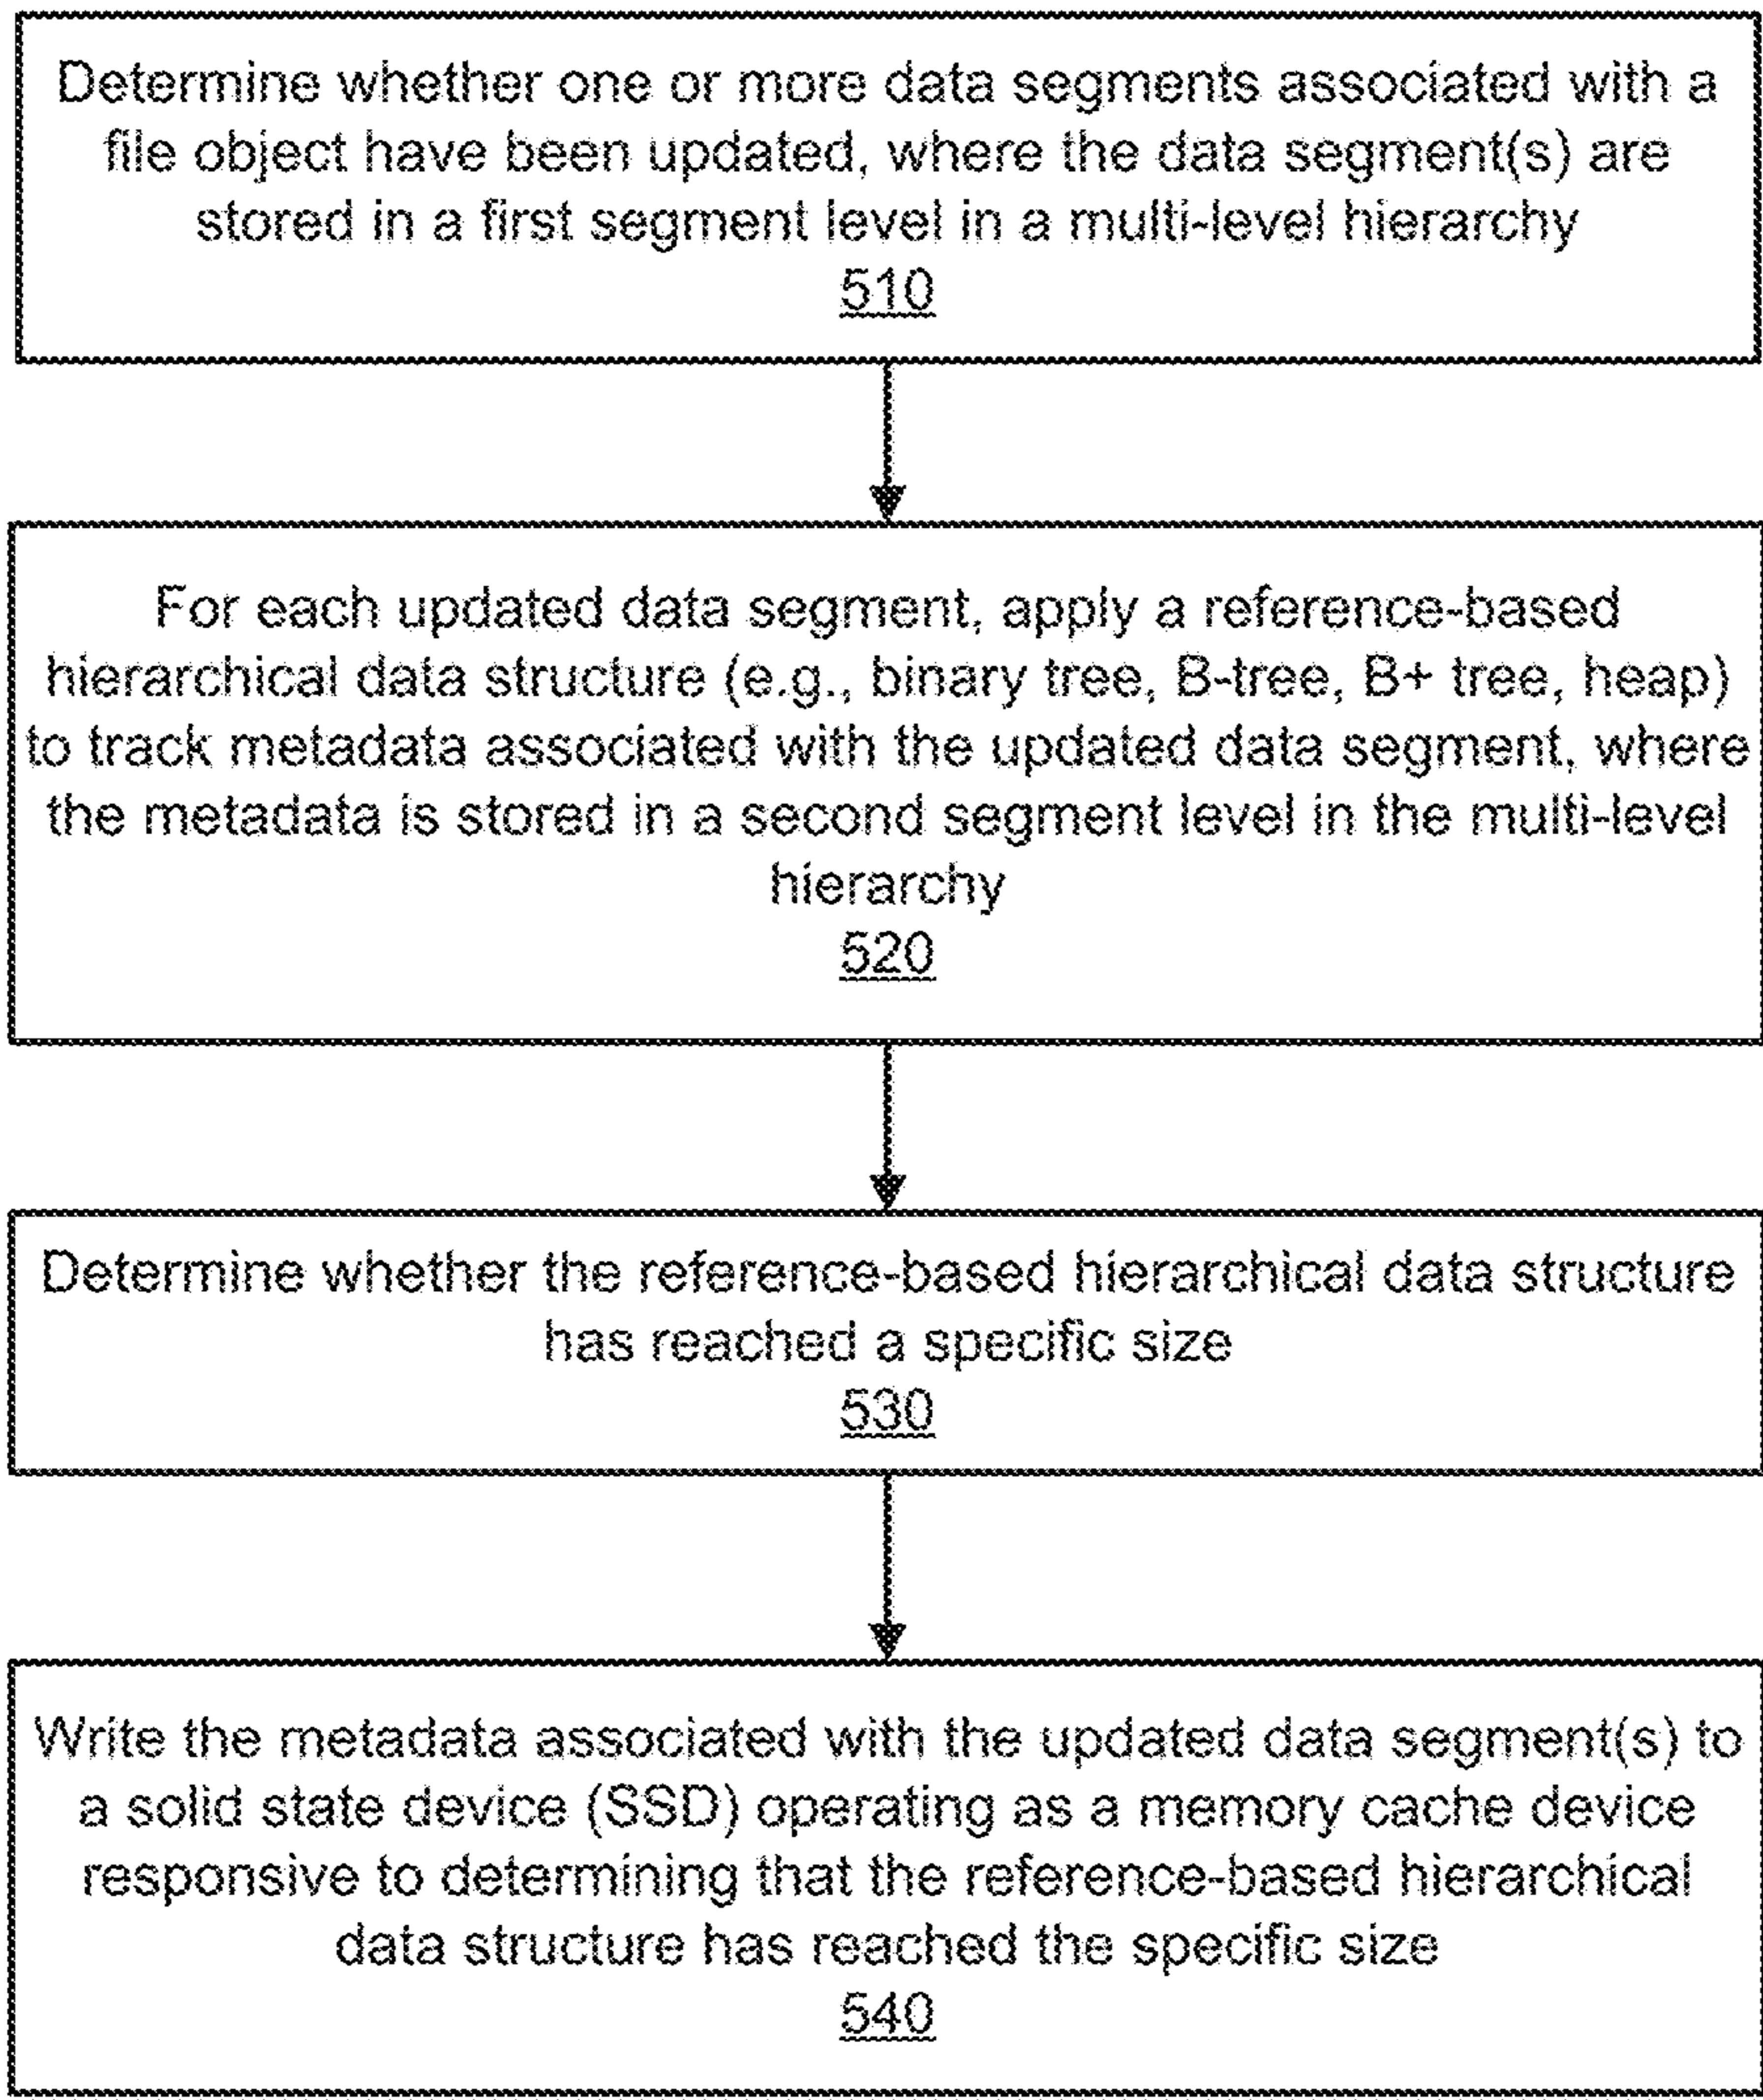 Determine whether one or more data segments associated with a
file object have been updated, where the data segment(s) are
stored in a first segment level in a multi-level hierarchy
510
For each updated data segment, apply a reference-based
hierarchical data structure (e.g., binary tree, B-tree, B+ tree, heap)
to track metadata associated with the updated data segment, where
the metadata is stored in a second segment level in the multi-level
hierarchy
520
Determine whether the reference-based hierarchical data structure
has reached a specific size
530
Write the metadata associated with the updated data segment(s) to
a solid state device (SSD) operating as a memory cache device
responsive to determining that the reference-based hierarchical
data structure has reached the specific size
540